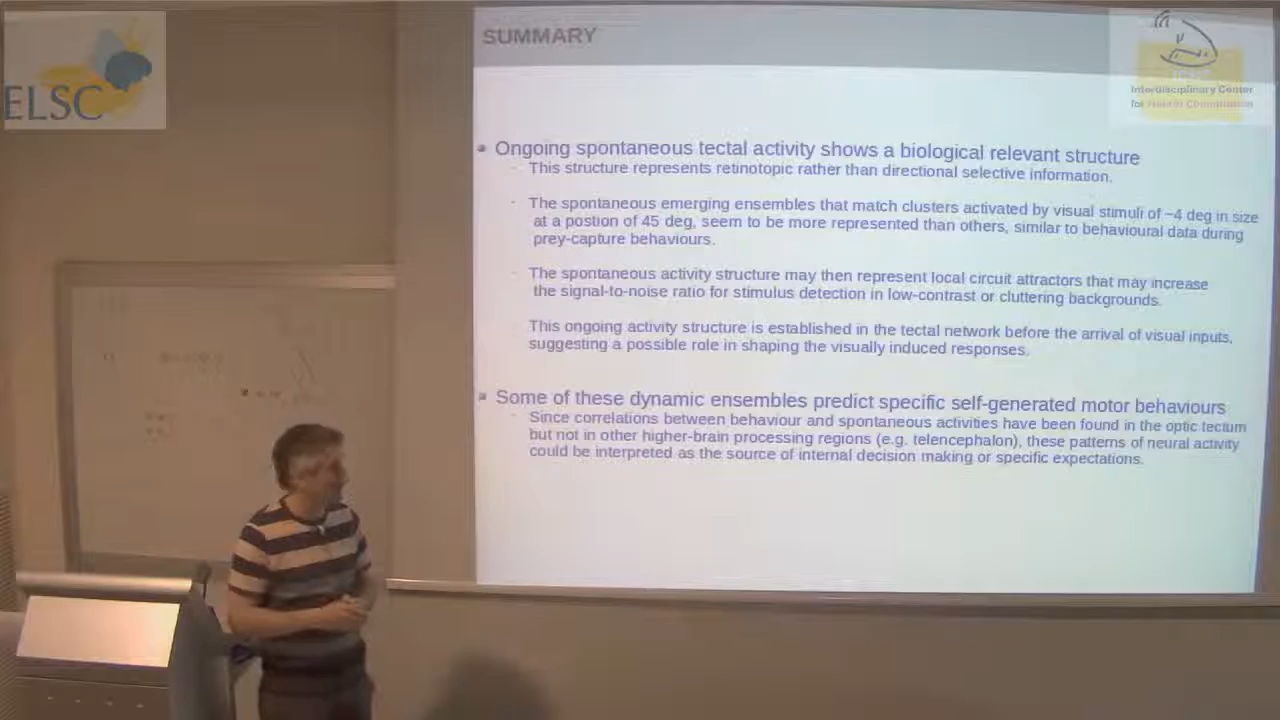 ELSC
SUMMARY
Interdisciplinary Center
for Neural Computation
Ongoing spontaneous tectal activity shows a biological relevant structure
This structure represents retinotopic rather than directional selective information.
The spontaneous emerging ensembles that match clusters activated by visual stimuli of ~4 deg in size
at a postion of 45 deg, seem to be more represented than others, similar to behavioural data during
prey-capture behaviours.
The spontaneous activity structure may then represent local circuit attractors that may increase
the signal-to-noise ratio for stimulus detection in low-contrast or cluttering backgrounds.
This ongoing activity structure is established in the tectal network before the arrival of visual inputs,
suggesting a possible role in shaping the visually induced responses.
Some of these dynamic ensembles predict specific self-generated motor behaviours
Since correlations between behaviour and spontaneous activities have been found in the optic tectum
but not in other higher-brain processing regions (e.g. telencephalon), these patterns of neural activity
could be interpreted as the source of internal decision making or specific expectations.